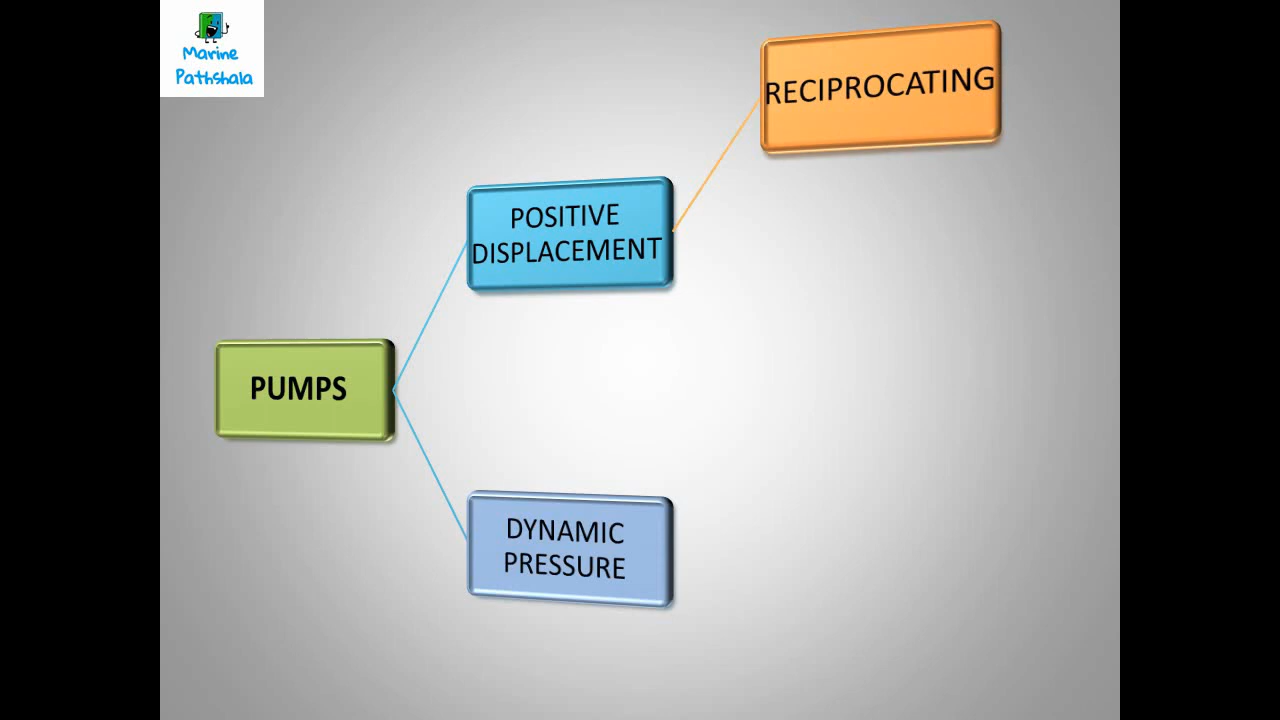 Marine
Pathshala
RECIPROCATING
POSITIVE
DISPLACEMENT
PUMPS
DYNAMIC
PRESSURE